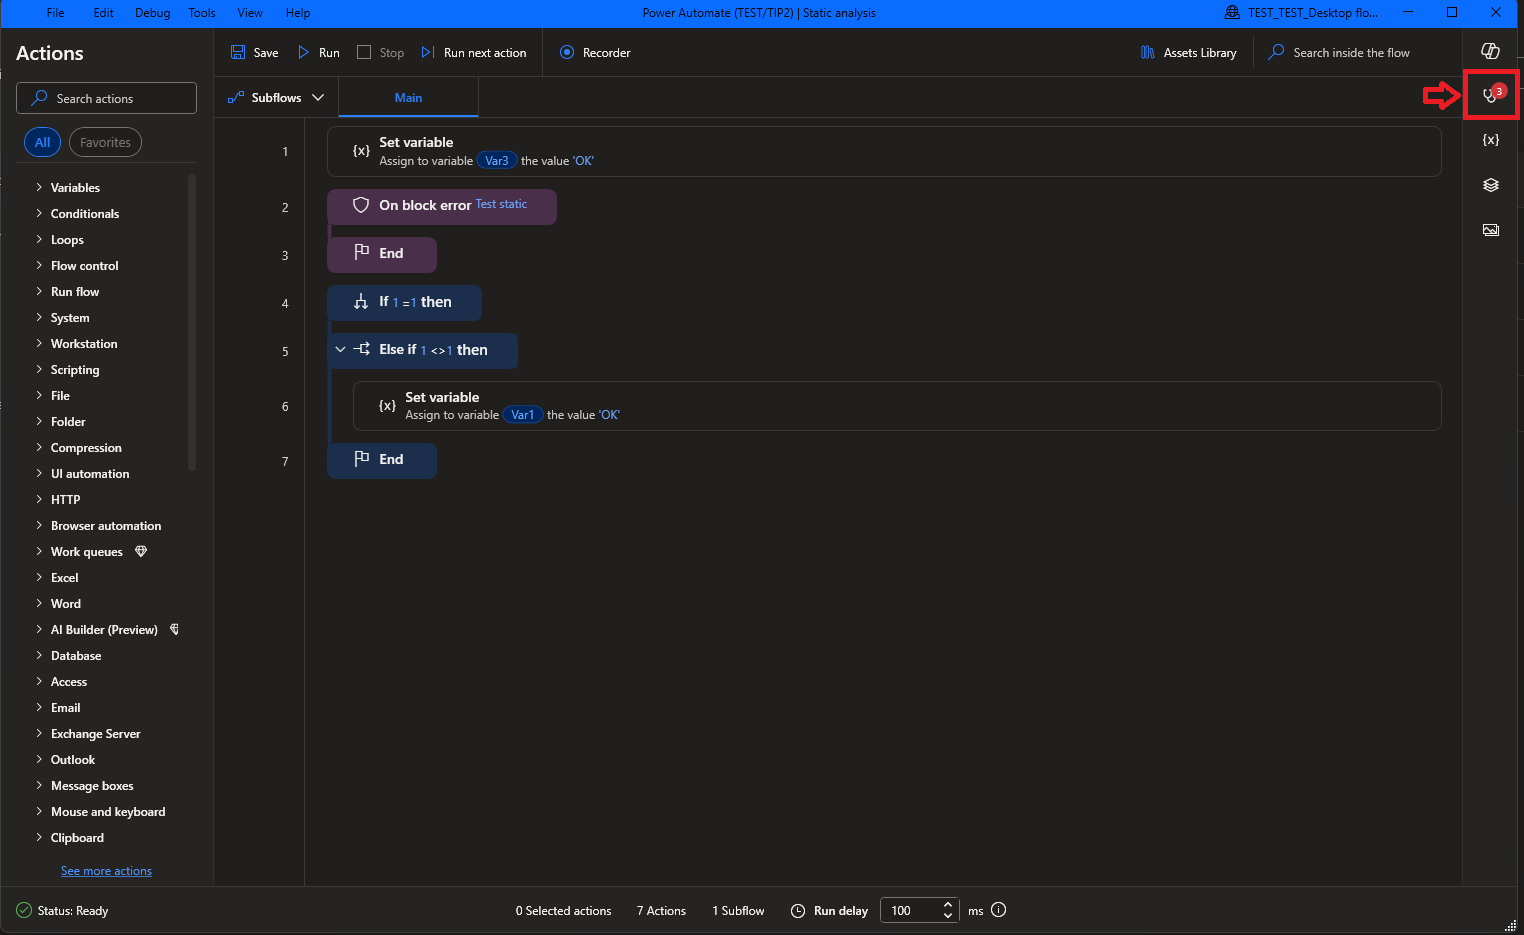 File Edit Debug Tools View Help Power Automate (TEST/TIP2) | Static analysis TEST_TEST_Desktop flo...
Actions
Save Run Stop Run next action Recorder Assets Library Search inside the flow
Search actions
Subflows Main
3
All Favorites
Variables
Conditionals
Loops
Flow control
Run flow
System
Workstation
Scripting
File
Folder
Compression
UI automation
HTTP
Browser automation
Work queues
Excel
Word
AI Builder (Preview)
Database
Access
Email
Exchange Server
Outlook
Message boxes
Mouse and keyboard
Clipboard
See more actions
1 {x} Set variable
Assign to variable Var3 the value 'OK'
2 On block error Test static
3 End
4 If 1 =1 then
5 Else if 1 <>1 then
6 {x} Set variable
Assign to variable Var1 the value 'OK'
7 End
{x}
Status: Ready 0 Selected actions 7 Actions 1 Subflow Run delay 100 ms